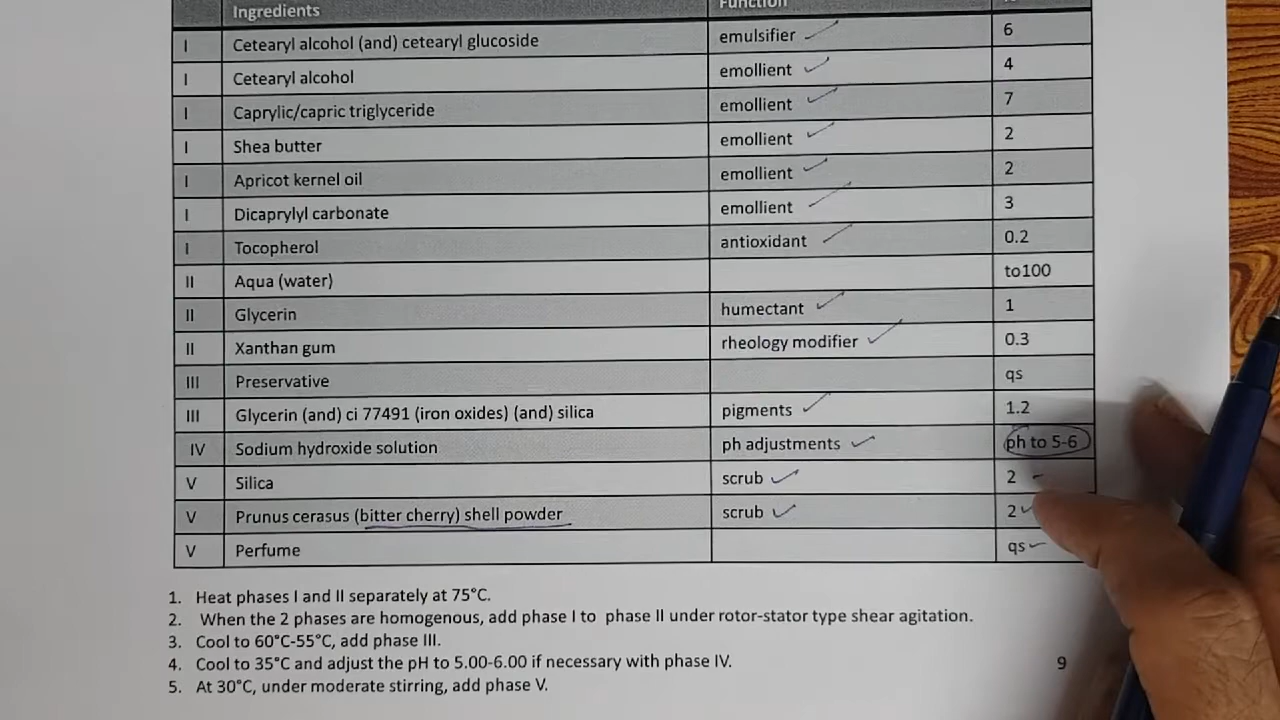 Ingredients Function
I Cetearyl alcohol (and) cetearyl glucoside emulsifier 6
I Cetearyl alcohol emollient 4
I Caprylic/capric triglyceride emollient 7
I Shea butter emollient 2
I Apricot kernel oil emollient 2
I Dicaprylyl carbonate emollient 3
I Tocopherol antioxidant 0.2
II Aqua (water) to100
II Glycerin humectant 1
II Xanthan gum rheology modifier 0.3
III Preservative qs
III Glycerin (and) ci 77491 (iron oxides) (and) silica pigments 1.2
IV Sodium hydroxide solution ph adjustments ph to 5-6
V Silica scrub 2
V Prunus cerasus (bitter cherry) shell powder scrub 2
V Perfume qs
1. Heat phases I and II separately at 75°C.
2. When the 2 phases are homogenous, add phase I to phase II under rotor-stator type shear agitation.
3. Cool to 60°C-55°C, add phase III.
4. Cool to 35°C and adjust the pH to 5.00-6.00 if necessary with phase IV.
5. At 30°C, under moderate stirring, add phase V.
9